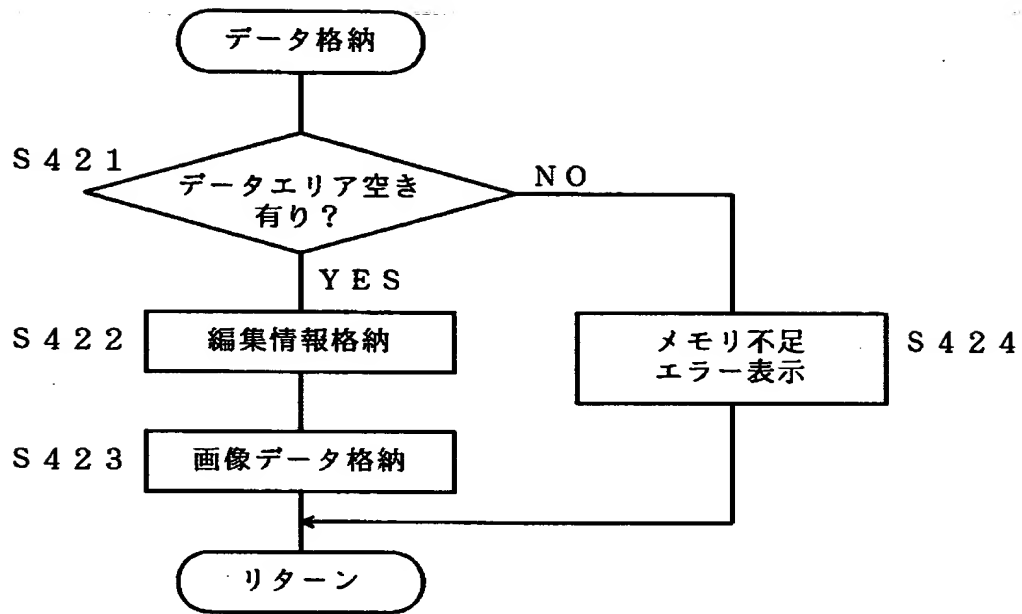 データ格納
S421
データエリア空き
有り?
NO
YES
S422
編集情報格納
メモリ不足
エラー表示
S424
S423
画像データ格納
リターン